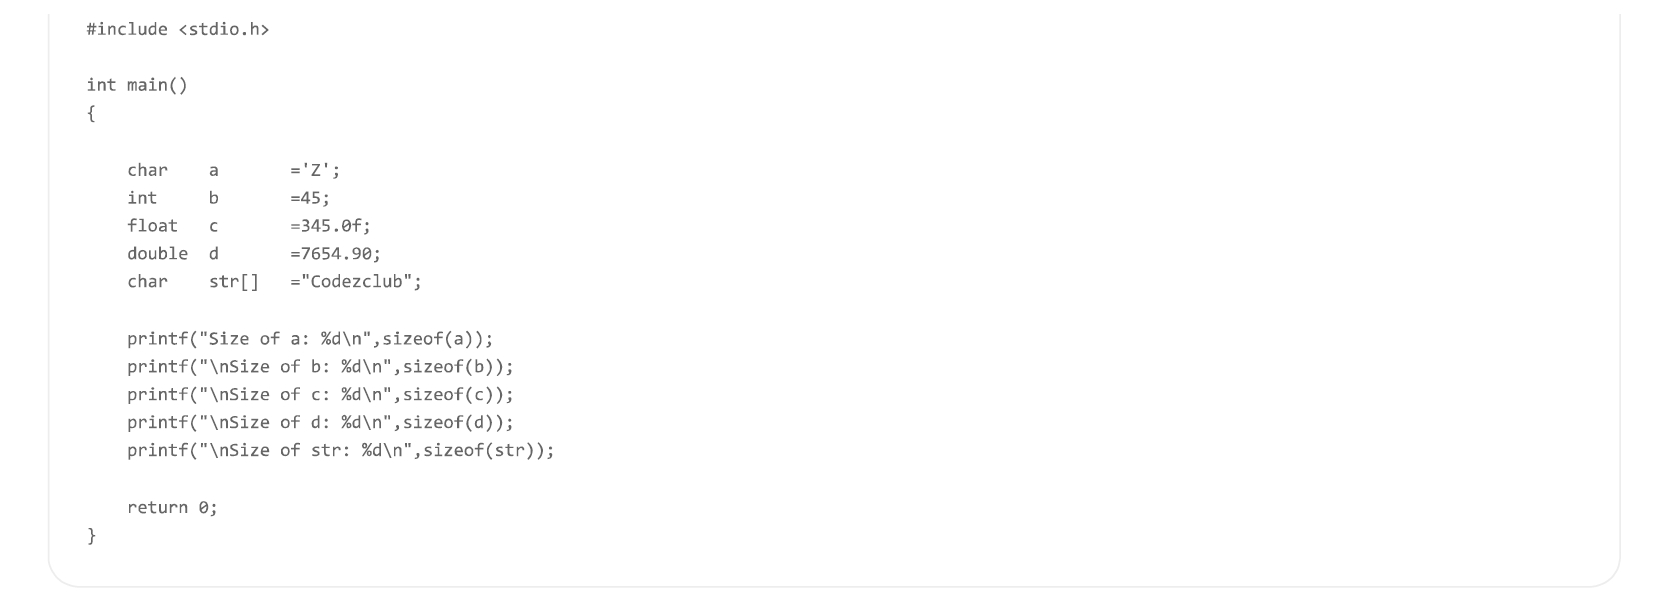 #include <stdio.h>

int main()
{

    char    a       ='Z';
    int     b       =45;
    float   c       =345.0f;
    double  d       =7654.90;
    char    str[]   ="Codezclub";

    printf("Size of a: %d\n",sizeof(a));
    printf("\nSize of b: %d\n",sizeof(b));
    printf("\nSize of c: %d\n",sizeof(c));
    printf("\nSize of d: %d\n",sizeof(d));
    printf("\nSize of str: %d\n",sizeof(str));

    return 0;
}